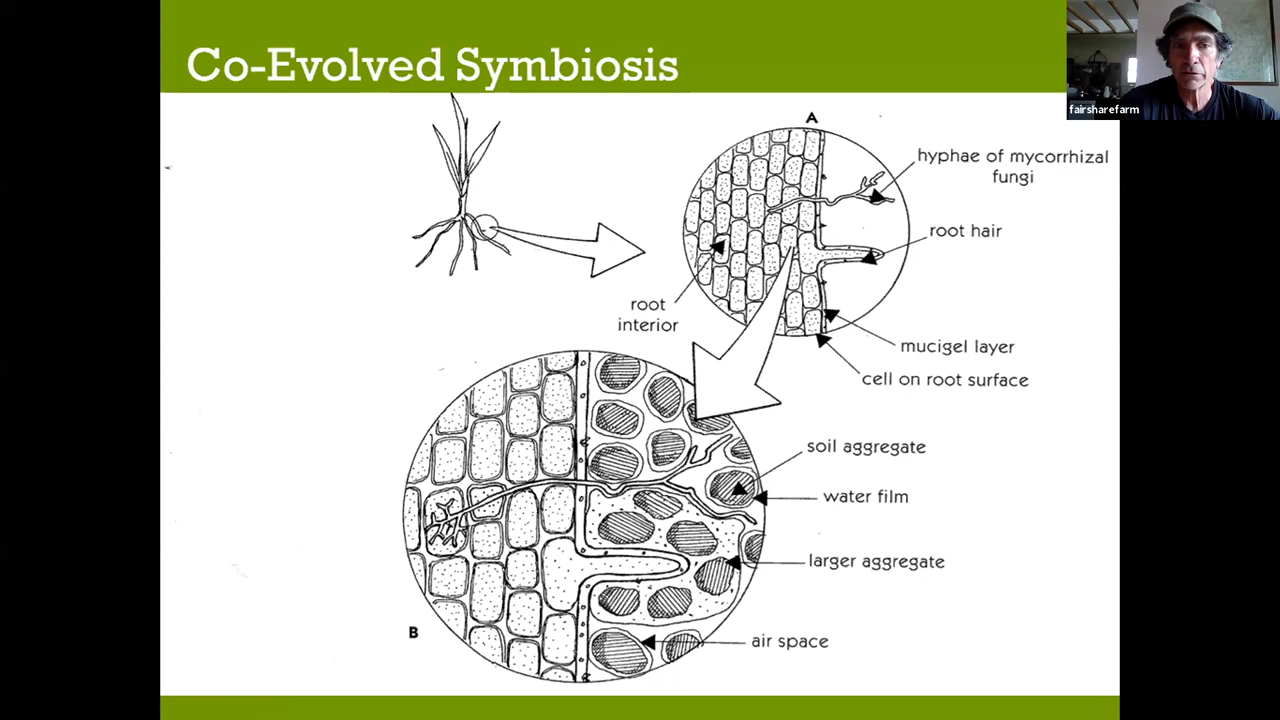 Co-Evolved Symbiosis
fairsharefarm
A
hyphae of mycorrhizal
fungi
root hair
root
interior
mucigel layer
cell on root surface
soil aggregate
water film
larger aggregate
B
air space